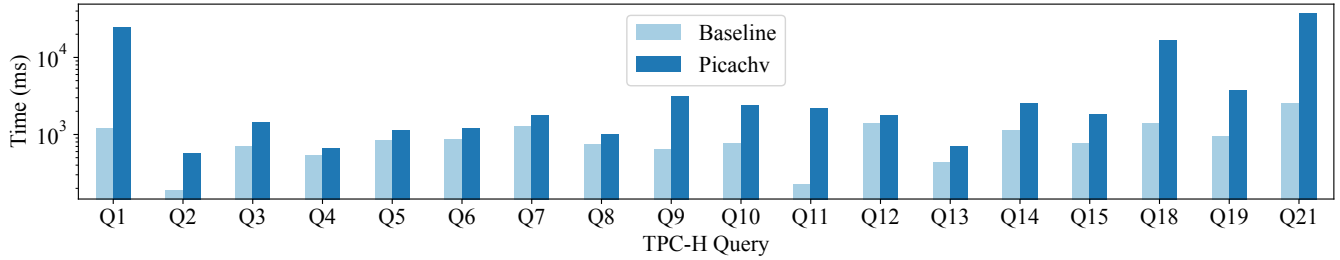 Time (ms)
10^4
10^3
Baseline
Picachv
Q1 Q2 Q3 Q4 Q5 Q6 Q7 Q8 Q9 Q10 Q11 Q12 Q13 Q14 Q15 Q18 Q19 Q21
TPC-H Query